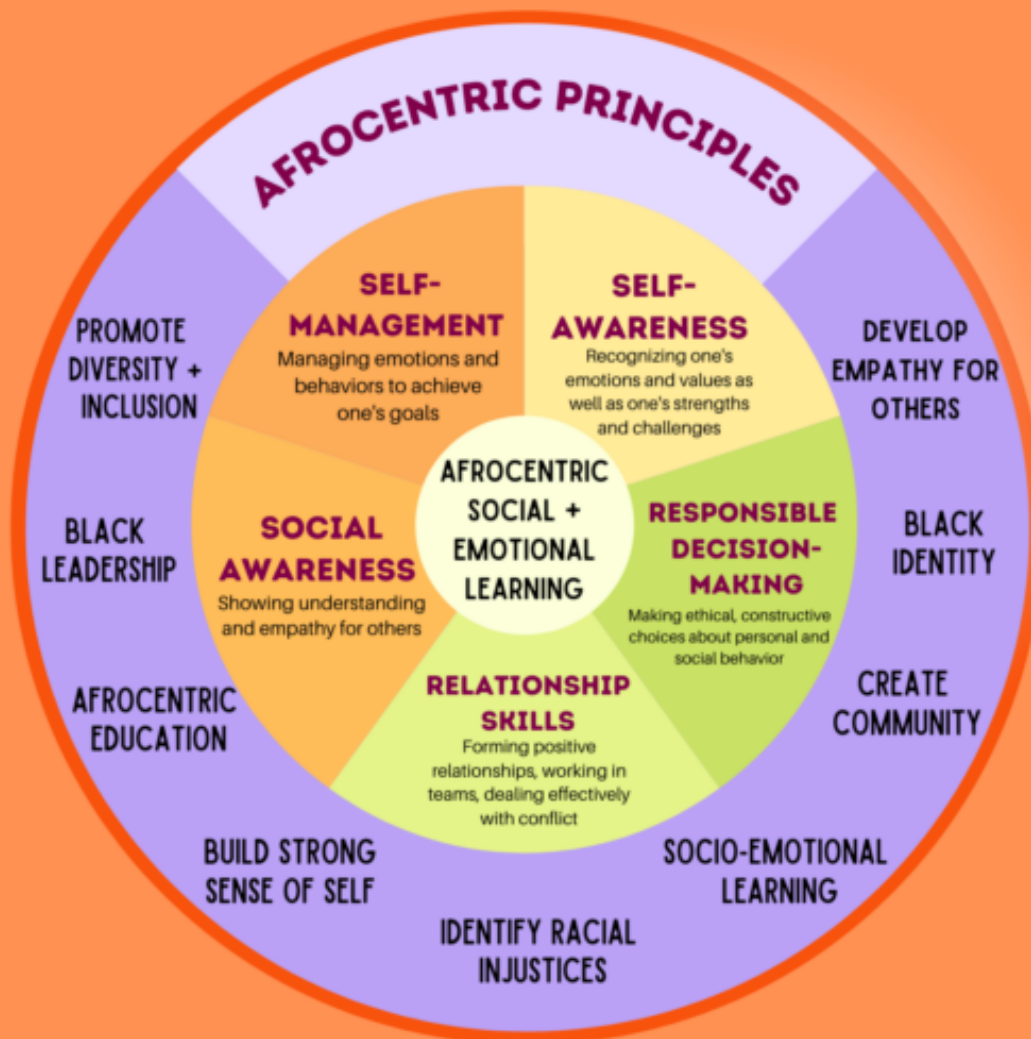 AFROCENTRIC PRINCIPLES
SELF-
MANAGEMENT
Managing emotions and
behaviors to achieve
one's goals
SELF-
AWARENESS
Recognizing one's
emotions and values as
well as one's strengths
and challenges
SOCIAL
AWARENESS
Showing understanding
and empathy for others
AFROCENTRIC
SOCIAL +
EMOTIONAL
LEARNING
RESPONSIBLE
DECISION-
MAKING
Making ethical, constructive
choices about personal and
social behavior
RELATIONSHIP
SKILLS
Forming positive
relationships, working in
teams, dealing effectively
with conflict
PROMOTE
DIVERSITY +
INCLUSION
BLACK
LEADERSHIP
AFROCENTRIC
EDUCATION
BUILD STRONG
SENSE OF SELF
IDENTIFY RACIAL
INJUSTICES
SOCIO-EMOTIONAL
LEARNING
CREATE
COMMUNITY
BLACK
IDENTITY
DEVELOP
EMPATHY FOR
OTHERS